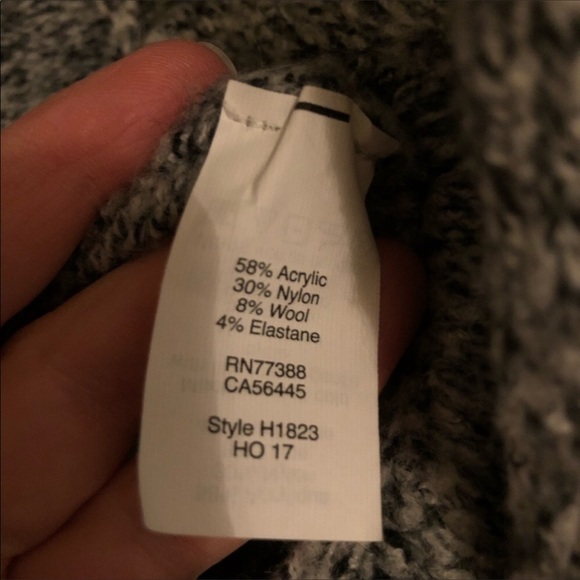 58% Acrylic
30% Nylon
8% Wool
4% Elastane
RN77388
CA56445
Style H1823
HO 17